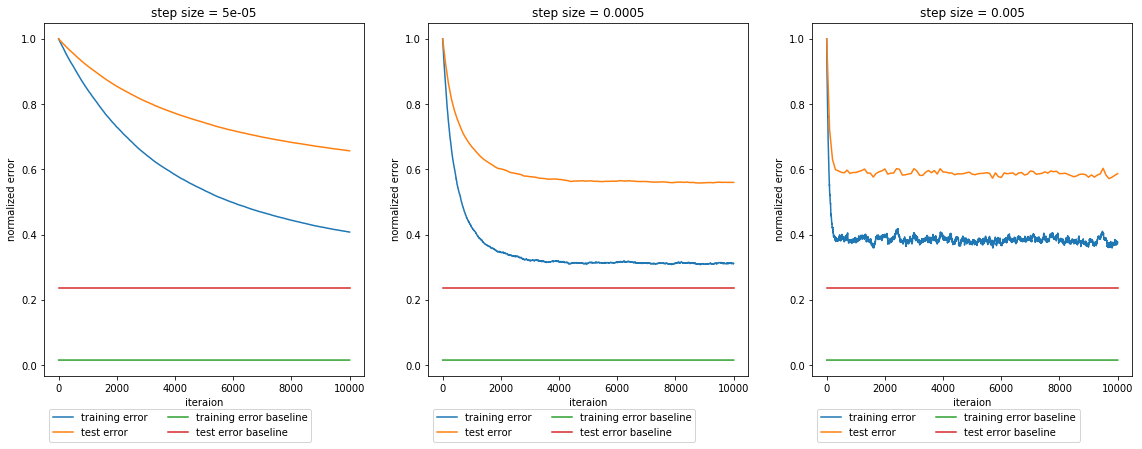 step size = 5e-05
normalized error
1.0
0.8
0.6
0.4
0.2
0.0
0 2000 4000 6000 8000 10000
iteraion
training error training error baseline
test error test error baseline
step size = 0.0005
normalized error
1.0
0.8
0.6
0.4
0.2
0.0
0 2000 4000 6000 8000 10000
iteraion
training error training error baseline
test error test error baseline
step size = 0.005
normalized error
1.0
0.8
0.6
0.4
0.2
0.0
0 2000 4000 6000 8000 10000
iteraion
training error training error baseline
test error test error baseline